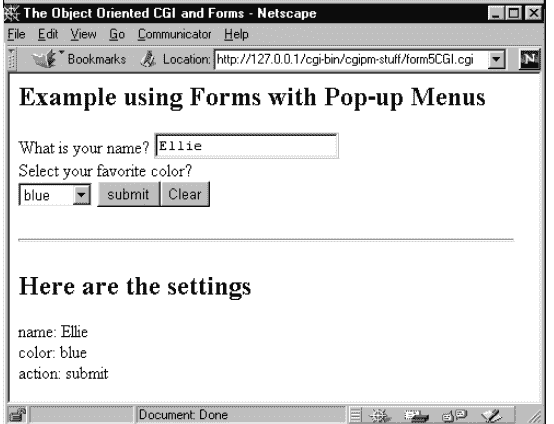 The Object Oriented CGI and Forms - Netscape
File Edit View Go Communicator Help
Bookmarks Location: http://127.0.0.1/cgi-bin/cgipm-stuff/form5CGI.cgi N
Example using Forms with Pop-up Menus
What is your name? Ellie
Select your favorite color?
blue submit Clear
Here are the settings
name: Ellie
color: blue
action: submit
Document: Done